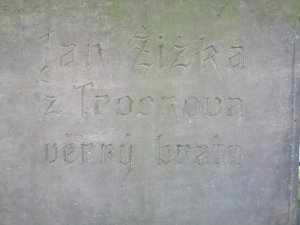 Jan Žižka
z Trocnova
věrný bratr